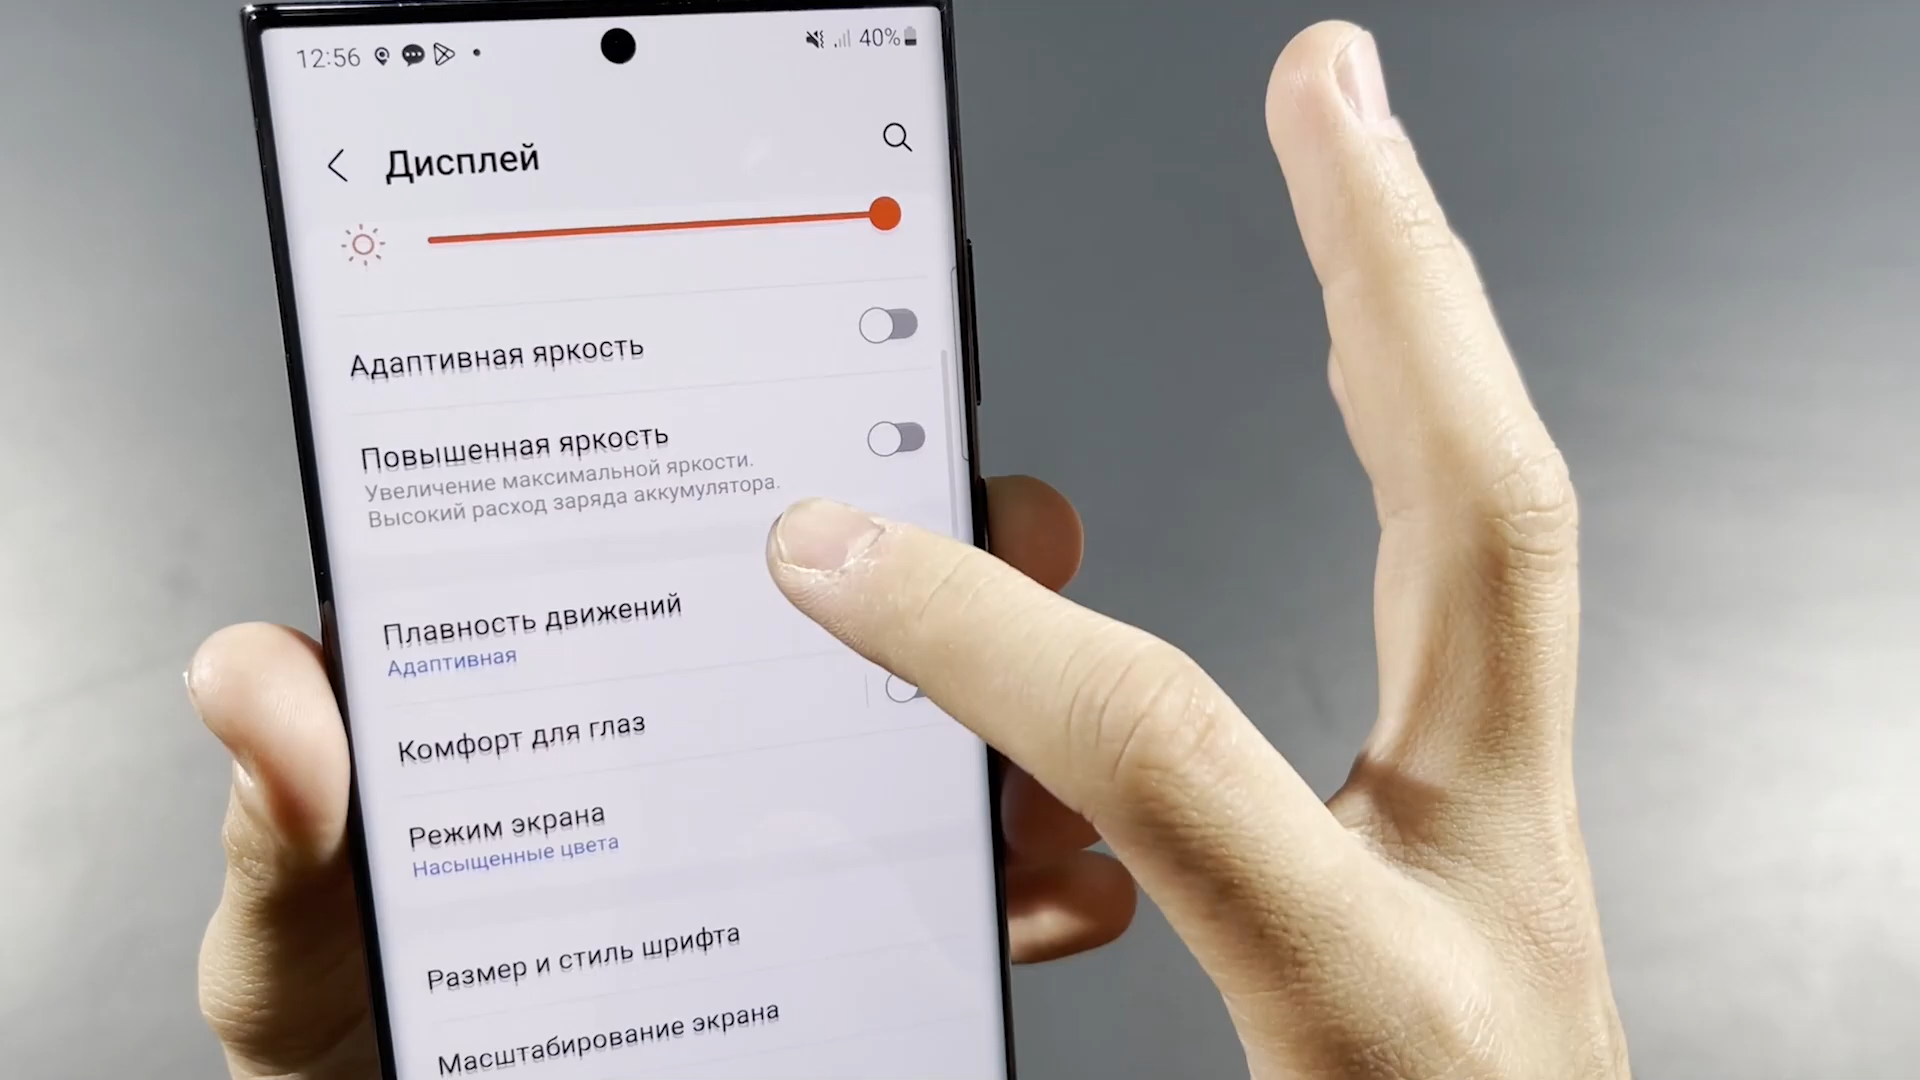 12:56
40%
Дисплей
Адаптивная яркость
Повышенная яркость
Увеличение максимальной яркости.
Высокий расход заряда аккумулятора.
Плавность движений
Адаптивная
Комфорт для глаз
Режим экрана
Насыщенные цвета
Размер и стиль шрифта
Масштабирование экрана